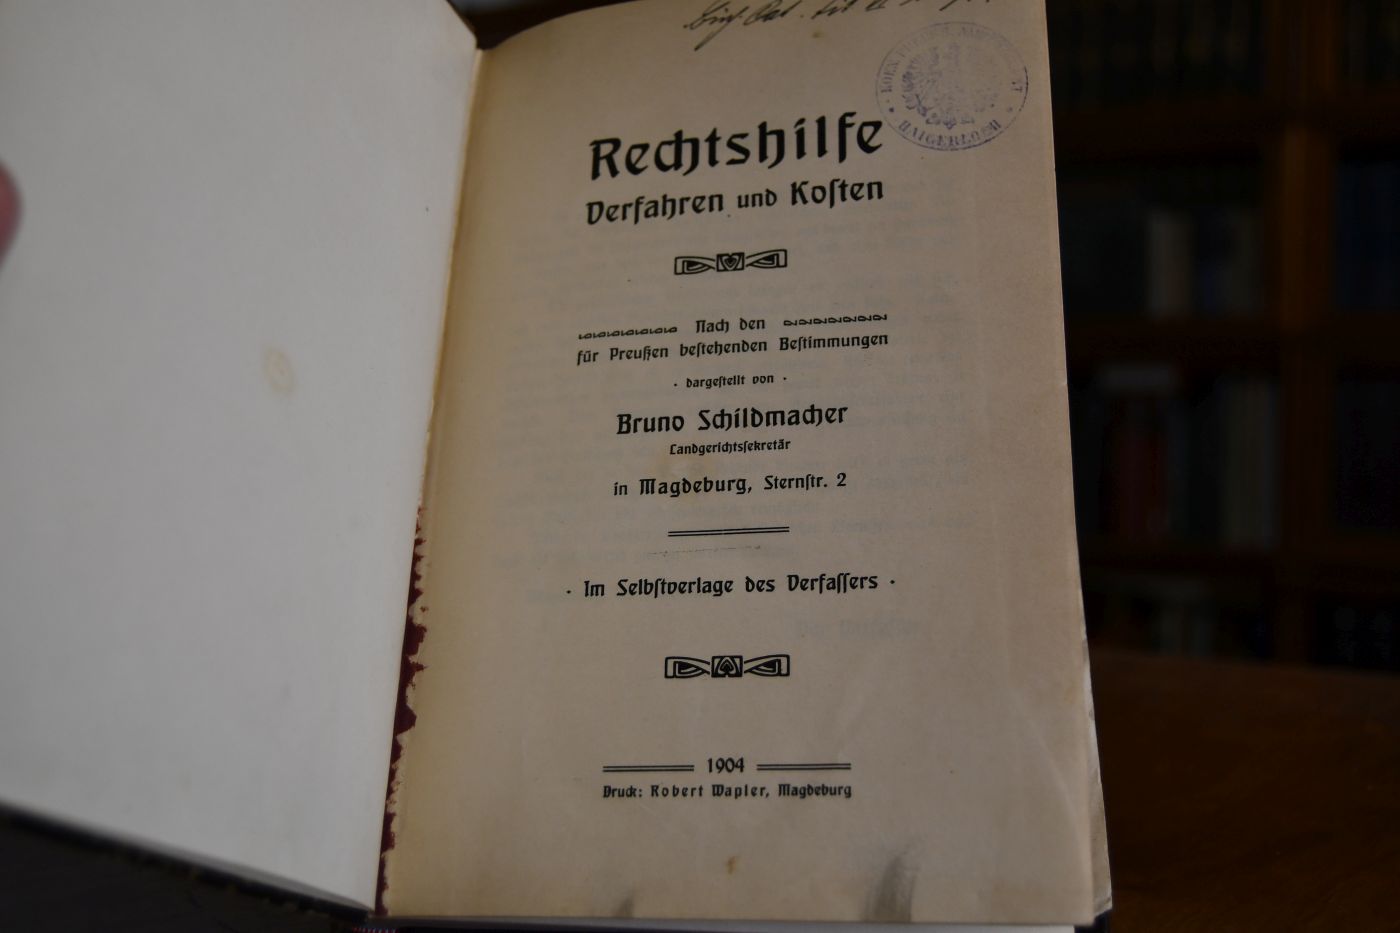 Rechtshilfe
Verfahren und Koſten
Nach den
für Preußen beſtehenden Beſtimmungen
· dargeſtellt von ·
Bruno Schildmacher
Landgerichtsſekretär
in Magdeburg, Sternſtr. 2
· Im Selbſtverlage des Verfaſſers ·
1904
Druck: Robert Wapler, Magdeburg
HAIGERLOCH